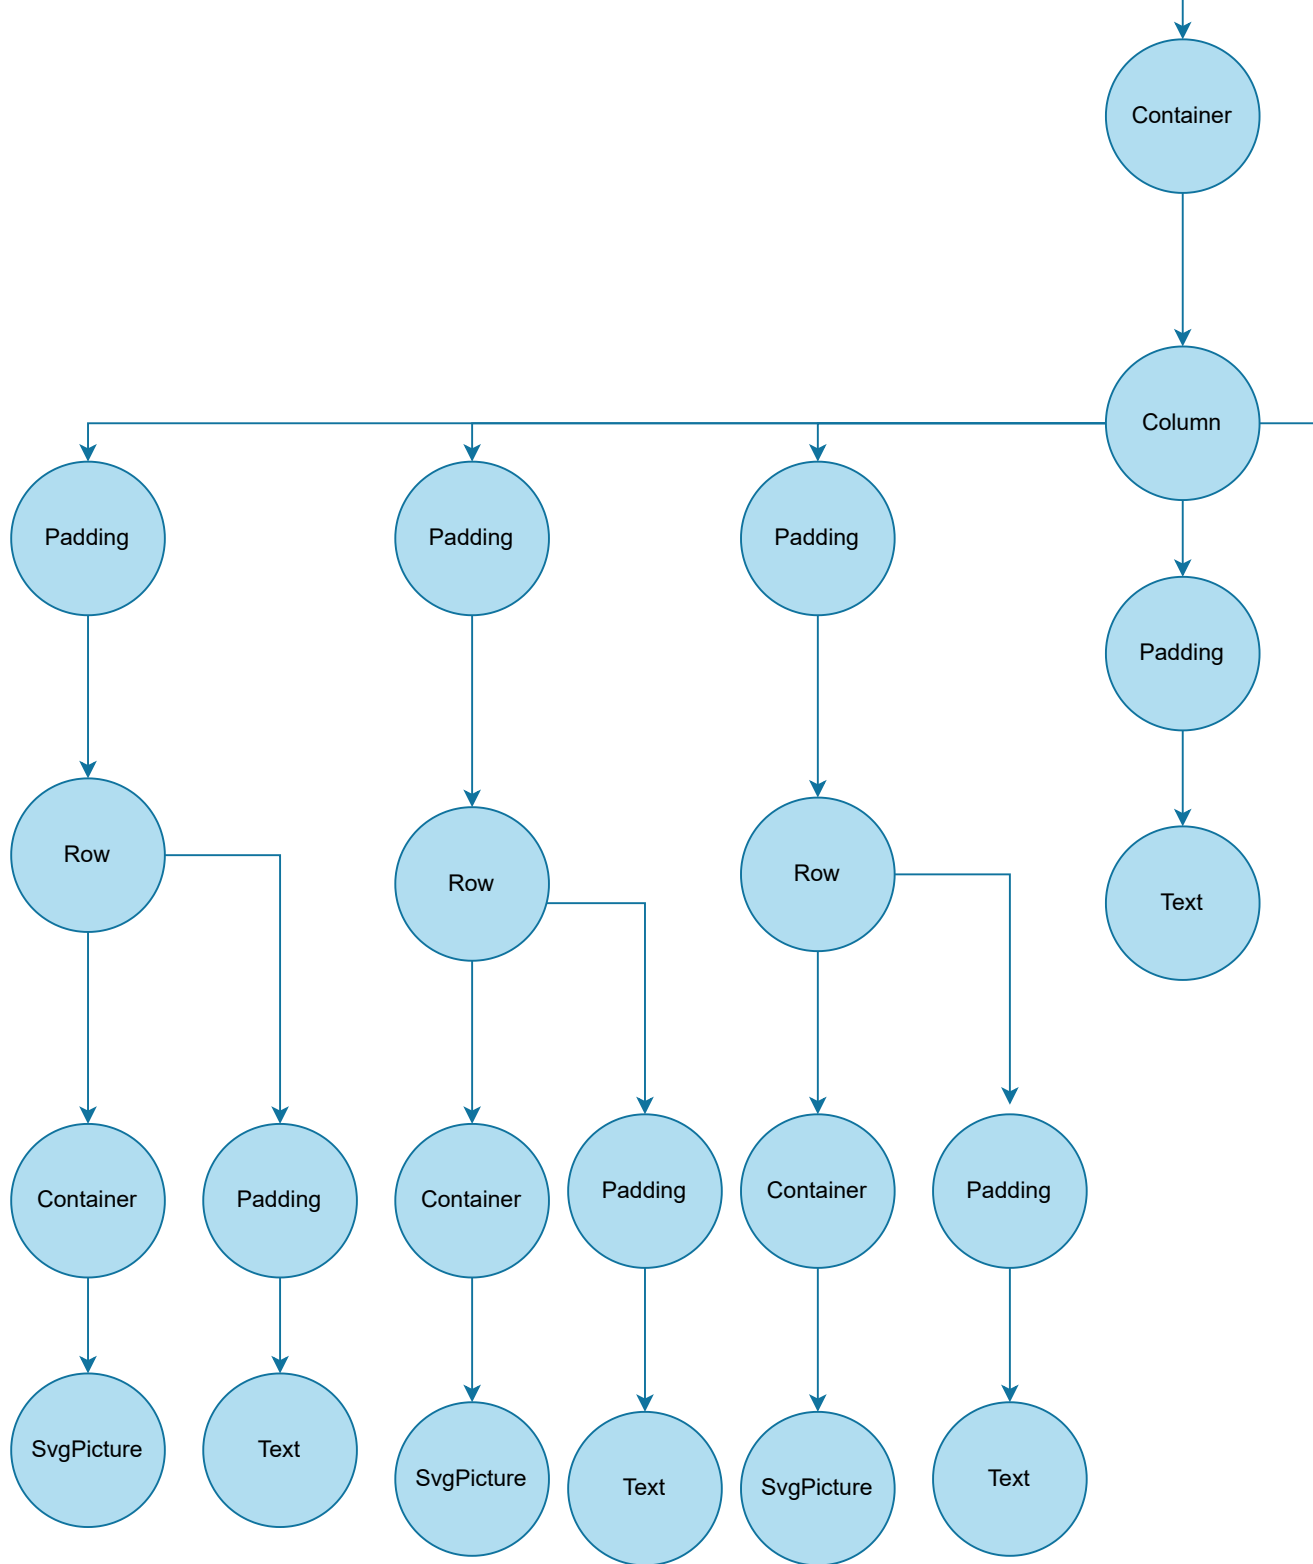 Container
Column
Padding
Padding
Padding
Padding
Row
Row
Row
Text
Container
Padding
Container
Padding
Container
Padding
SvgPicture
Text
SvgPicture
Text
SvgPicture
Text